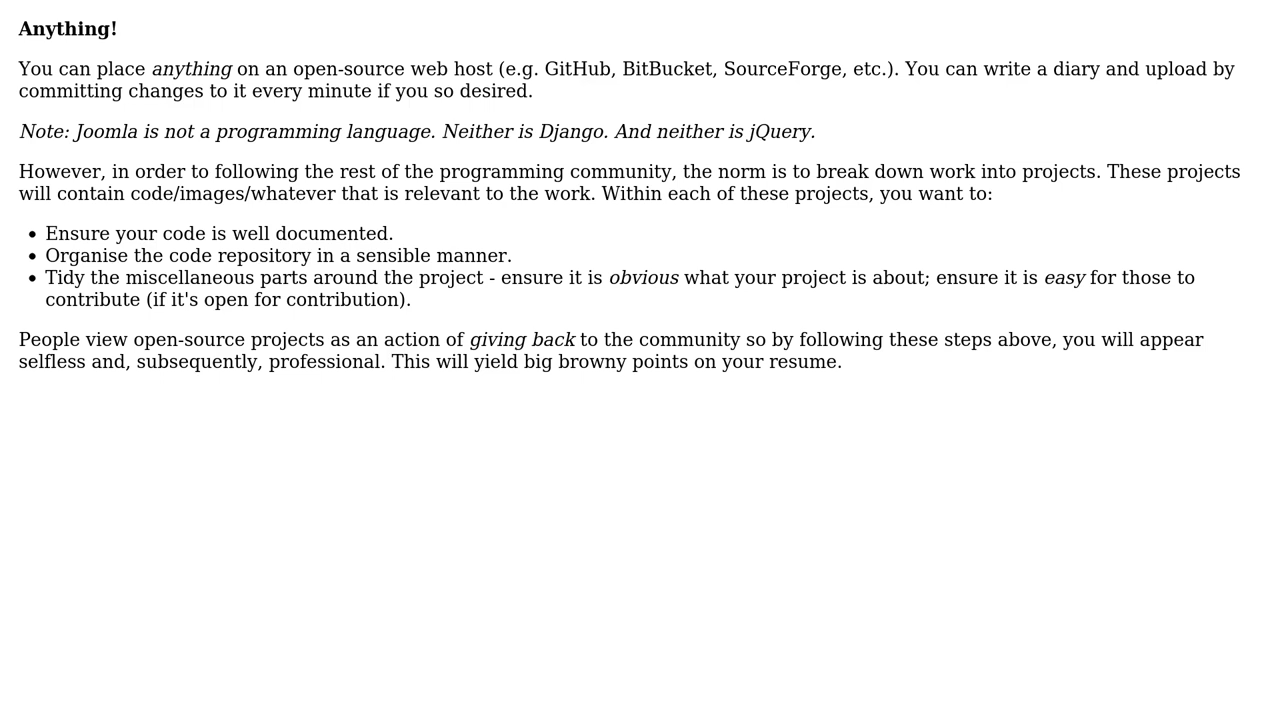 Anything!
You can place anything on an open-source web host (e.g. GitHub, BitBucket, SourceForge, etc.). You can write a diary and upload by
committing changes to it every minute if you so desired.
Note: Joomla is not a programming language. Neither is Django. And neither is jQuery.
However, in order to following the rest of the programming community, the norm is to break down work into projects. These projects
will contain code/images/whatever that is relevant to the work. Within each of these projects, you want to:
• Ensure your code is well documented.
• Organise the code repository in a sensible manner.
• Tidy the miscellaneous parts around the project - ensure it is obvious what your project is about; ensure it is easy for those to
contribute (if it's open for contribution).
People view open-source projects as an action of giving back to the community so by following these steps above, you will appear
selfless and, subsequently, professional. This will yield big browny points on your resume.